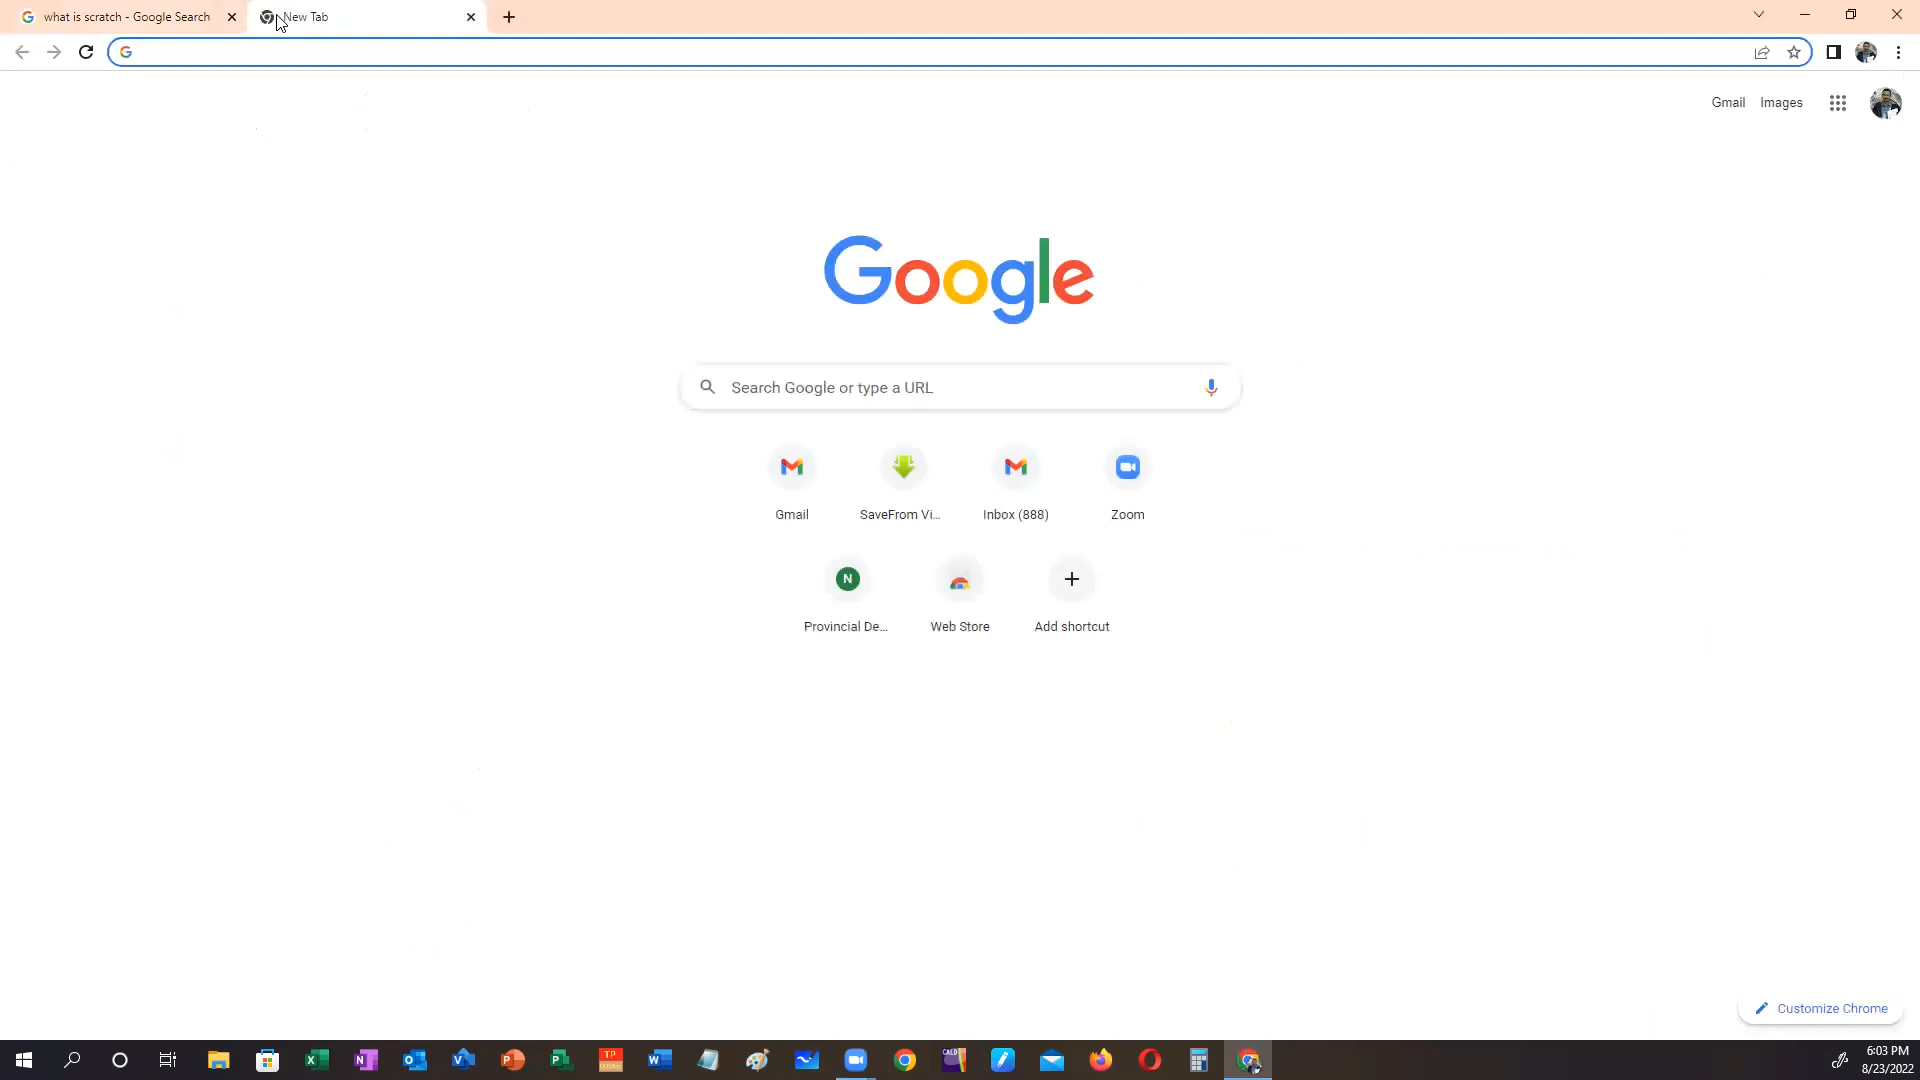 what is scratch - Google Search
New Tab
Gmail Images
Google
Search Google or type a URL
Gmail
SaveFrom Vi...
Inbox (888)
Zoom
N
Provincial De...
Web Store
Add shortcut
Customize Chrome
6:03 PM
8/23/2022